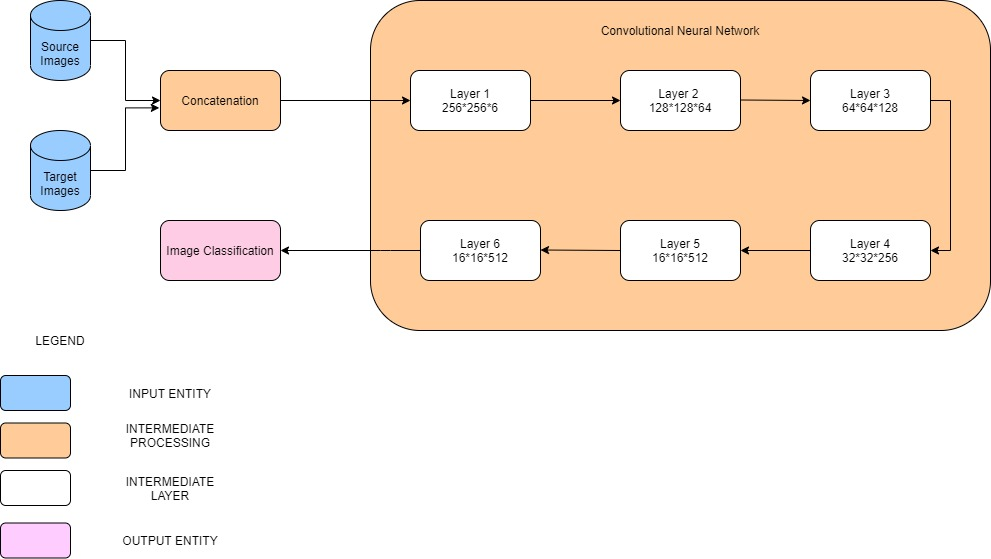 Source
Images
Convolutional Neural Network
Concatenation
Layer 1
256*256*6
Layer 2
128*128*64
Layer 3
64*64*128
Target
Images
Image Classification
Layer 6
16*16*512
Layer 5
16*16*512
Layer 4
32*32*256
LEGEND
INPUT ENTITY
INTERMEDIATE
PROCESSING
INTERMEDIATE
LAYER
OUTPUT ENTITY